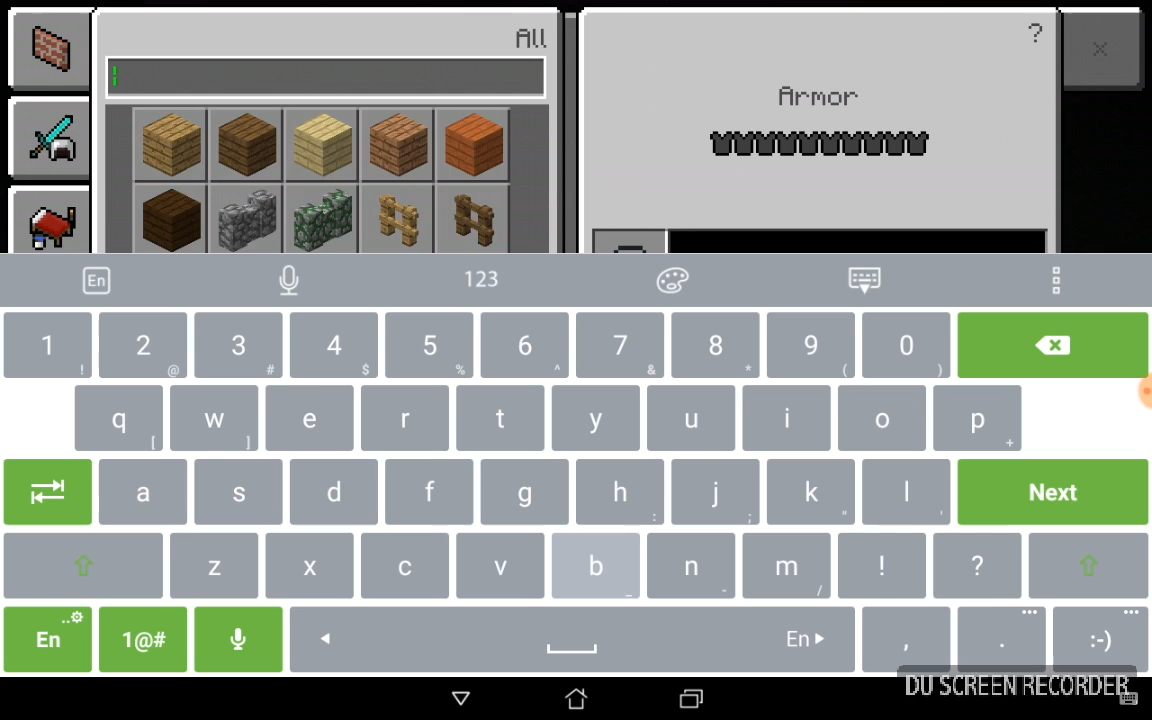 All
?
Armor
En
123
1 2 3 4 5 6 7 8 9 0
! @ # $ % ^ & * ( )
q w e r t y u i o p
[ ] +
a s d f g h j k l Next
: ; " '
z x c v b n m ! ?
_ - /
En 1@# En , . :-)
DU SCREEN RECORDER